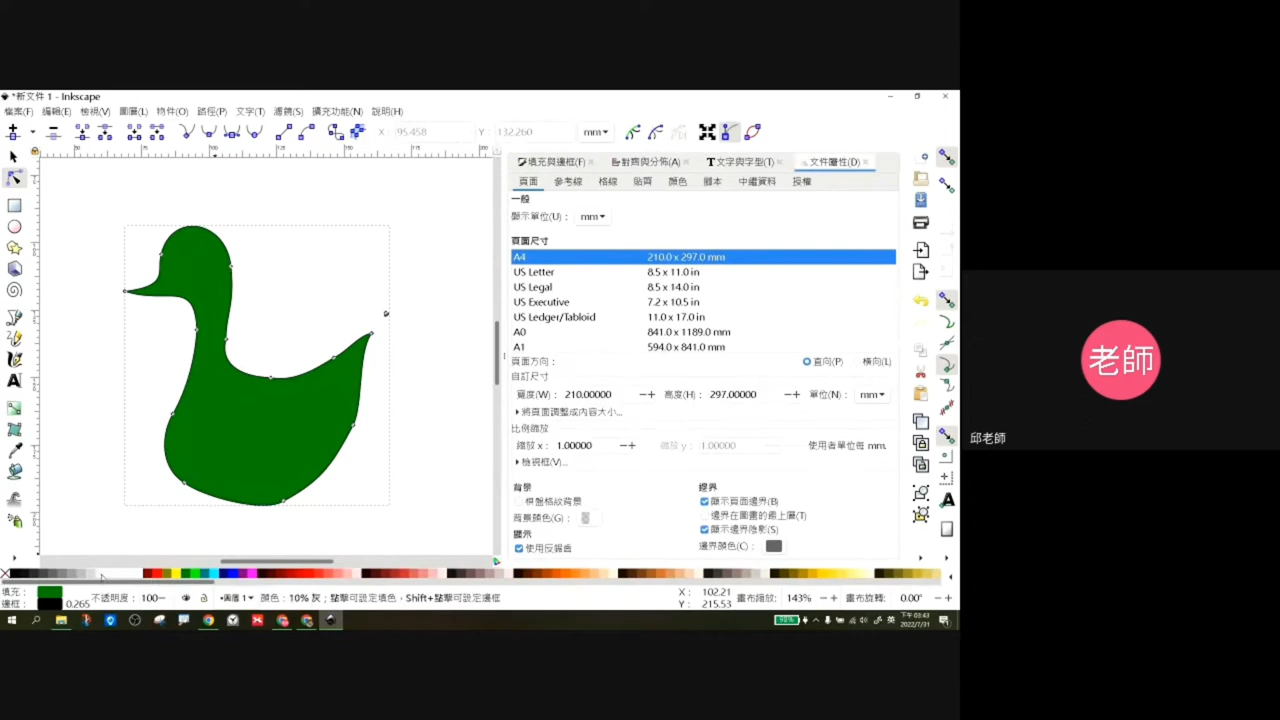 *新文件 1 - Inkscape
檔案(F) 編輯(E) 檢視(V) 圖層(L) 物件(O) 路徑(P) 文字(T) 濾鏡(S) 擴充功能(N) 說明(H)
X: 95.458 Y: 132.260 mm
填充與邊框(F) 對齊與分佈(A) 文字與字型(T) 文件屬性(D)
頁面 參考線 格線 貼齊 顏色 腳本 中繼資料 授權
一般
顯示單位(U): mm
頁面尺寸
A4 210.0 x 297.0 mm
US Letter 8.5 x 11.0 in
US Legal 8.5 x 14.0 in
US Executive 7.2 x 10.5 in
US Ledger/Tabloid 11.0 x 17.0 in
A0 841.0 x 1189.0 mm
A1 594.0 x 841.0 mm
頁面方向: 直向(P) 橫向(L)
自訂尺寸
寬度(W): 210.00000 高度(H): 297.00000 單位(N): mm
將頁面調整成內容大小...
比例縮放
縮放 x: 1.00000 縮放 y: 1.00000 使用者單位每 mm.
檢視框(V)...
背景 邊界
棋盤格紋背景 顯示頁面邊界(B)
背景顏色(G): 邊界在圖畫的最上層(T)
顯示 顯示邊界陰影(S)
使用反鋸齒 邊界顏色(C):
填充: 不透明度: 100 圖層 1 顏色: 10% 灰; 點擊可設定填色, Shift+點擊可設定邊框 X: 102.21 畫布縮放: 143% 畫布旋轉: 0.00°
邊框: 0.265 Y: 215.53
92% 英 下午 03:43
2022/7/31
老師
邱老師